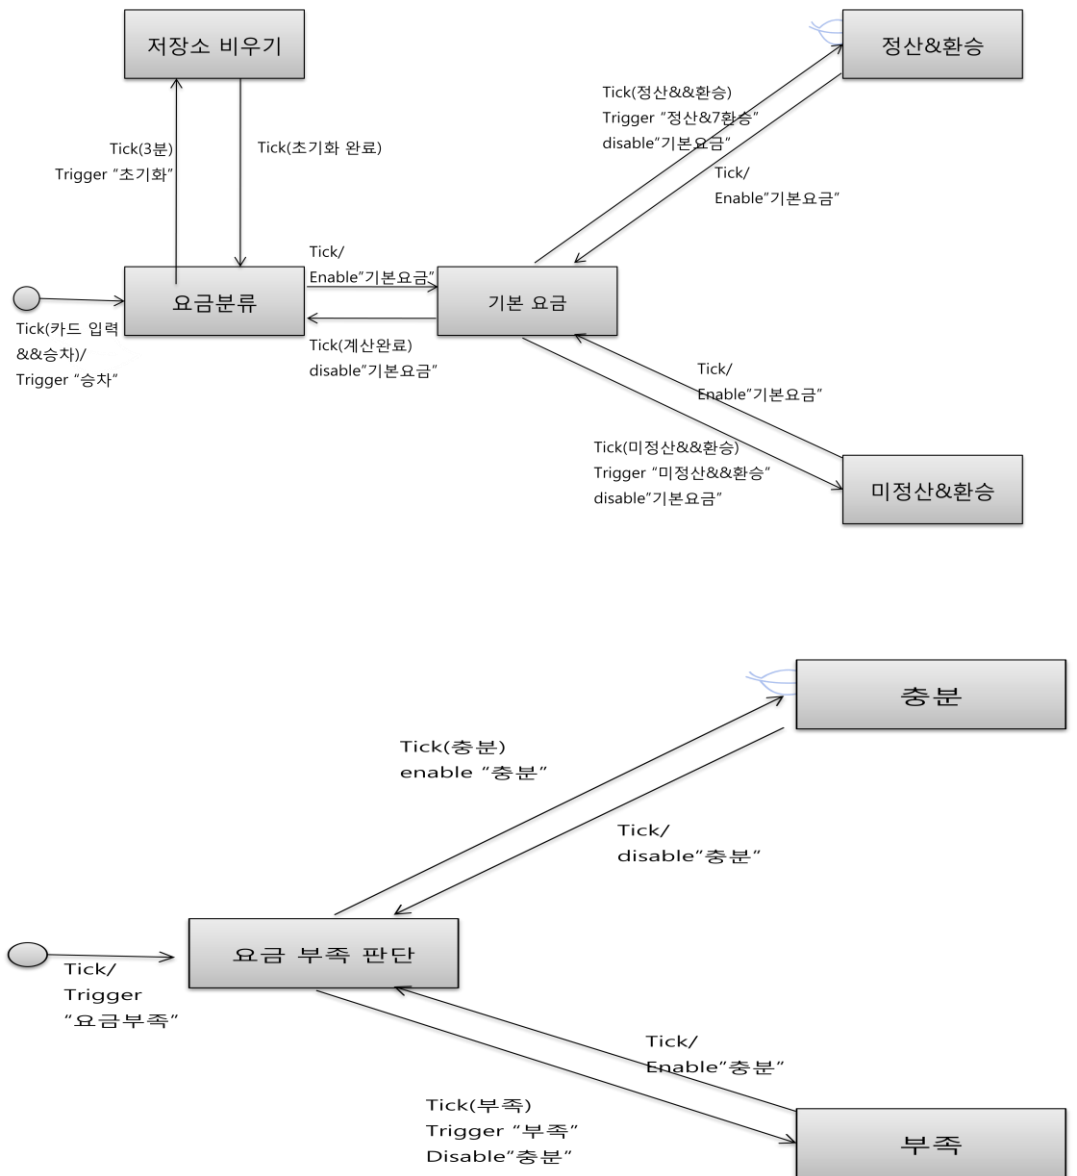 저장소 비우기
정산&환승
Tick(정산&&환승)
Trigger "정산&7환승"
disable"기본요금"
Tick(3분)
Trigger "초기화"
Tick(초기화 완료)
Tick/
Enable"기본요금"
Tick/
Enable"기본요금"
요금분류
기본 요금
Tick(카드 입력
&&승차)/
Trigger "승차"
Tick(계산완료)
disable"기본요금"
Tick/
Enable"기본요금"
Tick(미정산&&환승)
Trigger "미정산&&환승"
disable"기본요금"
미정산&환승
충분
Tick(충분)
enable "충분"
Tick/
disable"충분"
요금 부족 판단
Tick/
Trigger
"요금부족"
Tick/
Enable"충분"
Tick(부족)
Trigger "부족"
Disable"충분"
부족